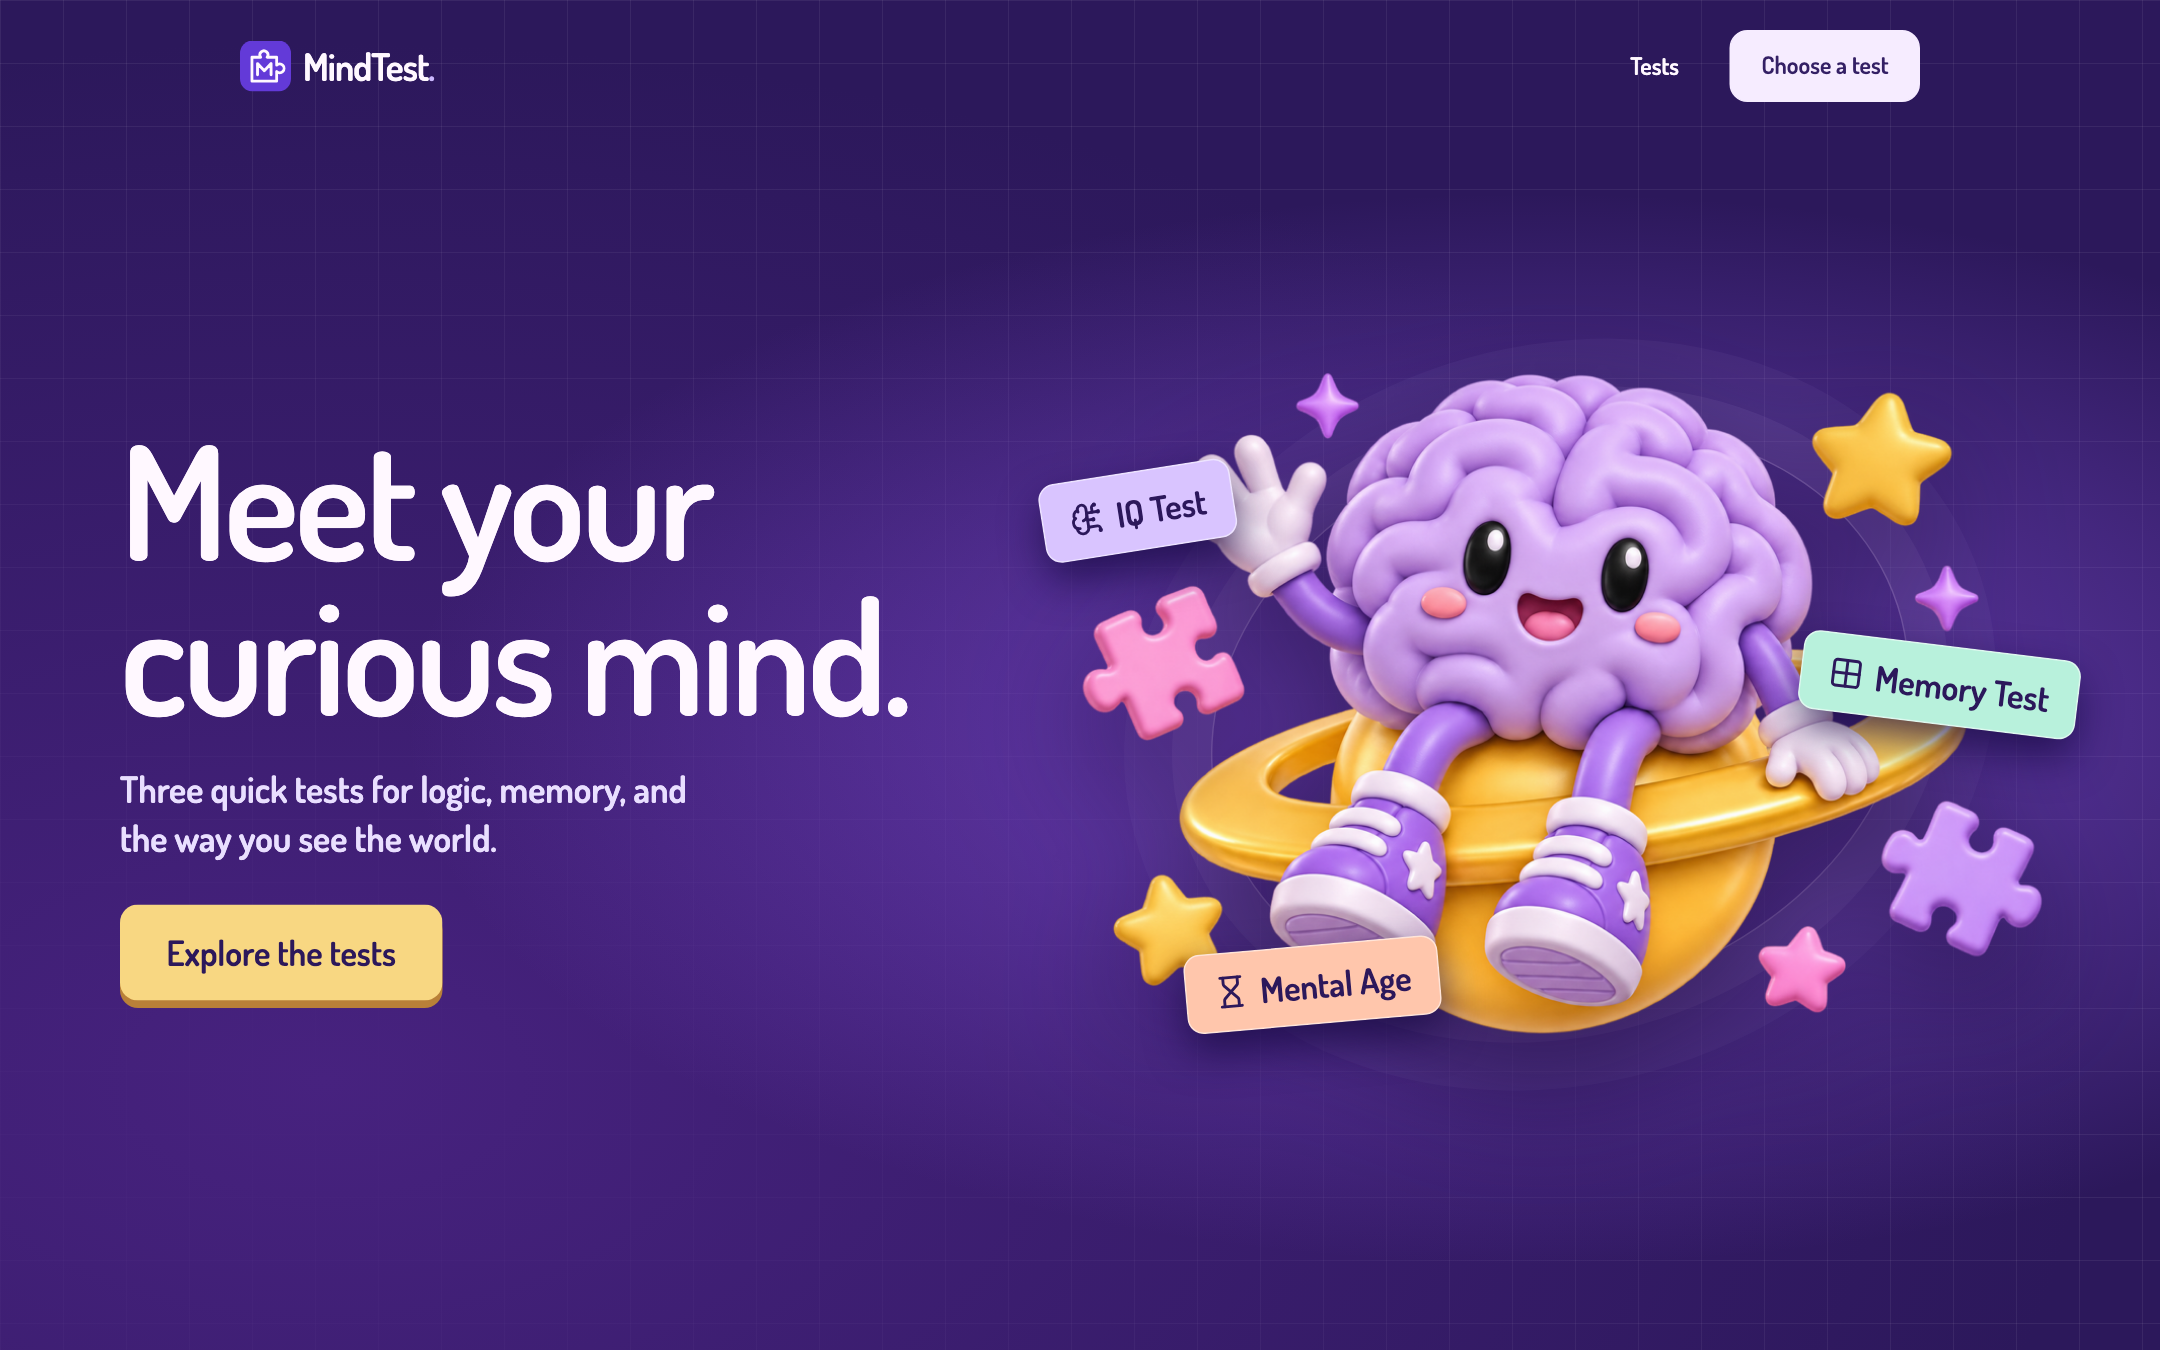 MindTest.
Tests
Choose a test
Meet your
curious mind.
Three quick tests for logic, memory, and
the way you see the world.
Explore the tests
IQ Test
Memory Test
Mental Age